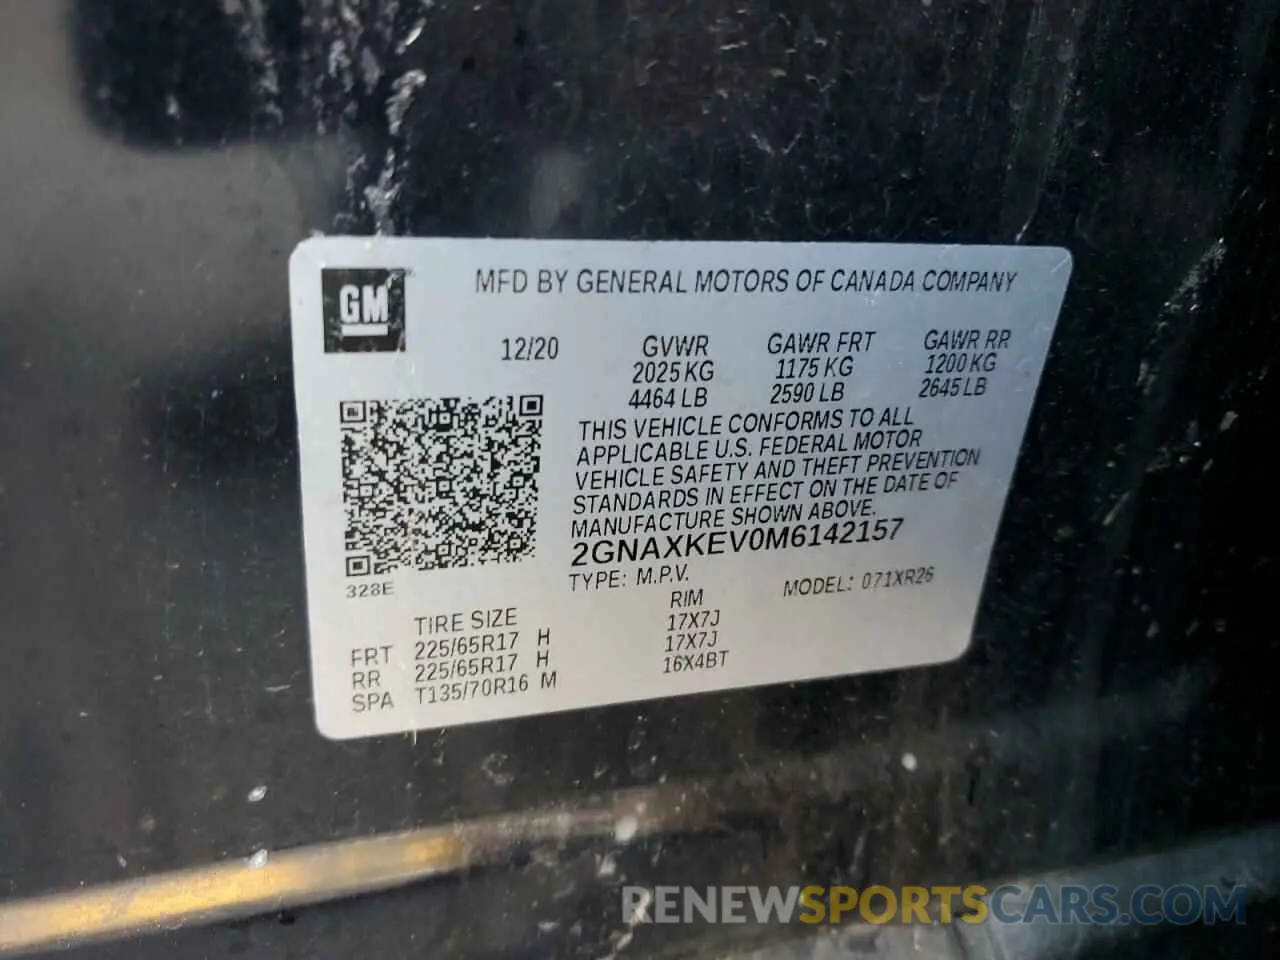 GM
MFD BY GENERAL MOTORS OF CANADA COMPANY
12/20
GVWR
2025 KG
4464 LB
GAWR FRT
1175 KG
2590 LB
GAWR RR
1200 KG
2645 LB
THIS VEHICLE CONFORMS TO ALL
APPLICABLE U.S. FEDERAL MOTOR
VEHICLE SAFETY AND THEFT PREVENTION
STANDARDS IN EFFECT ON THE DATE OF
MANUFACTURE SHOWN ABOVE.
2GNAXKEV0M6142157
TYPE: M.P.V. MODEL: 071XR26
328E
TIRE SIZE RIM
FRT 225/65R17 H 17X7J
RR 225/65R17 H 17X7J
SPA T135/70R16 M 16X4BT
RENEWSPORTSCARS.COM